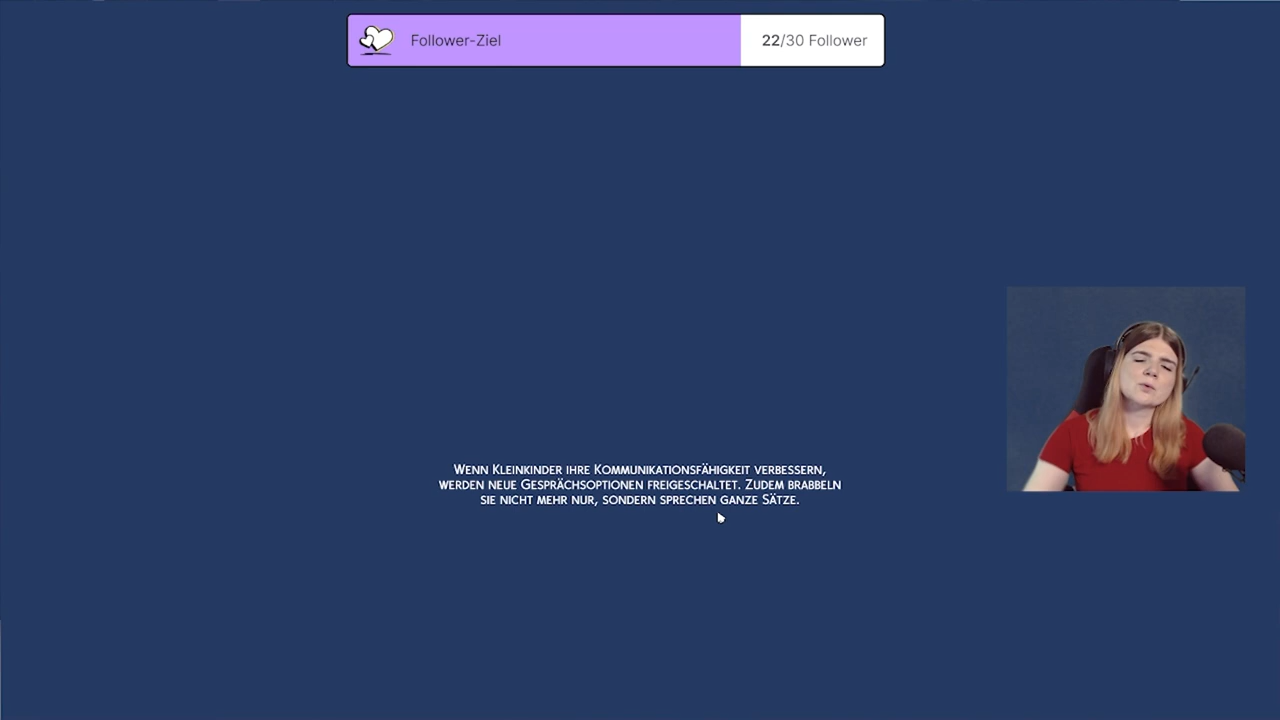 Follower-Ziel
22/30 Follower
Wenn Kleinkinder ihre Kommunikationsfähigkeit verbessern,
werden neue Gesprächsoptionen freigeschaltet. Zudem brabbeln
sie nicht mehr nur, sondern sprechen ganze Sätze.